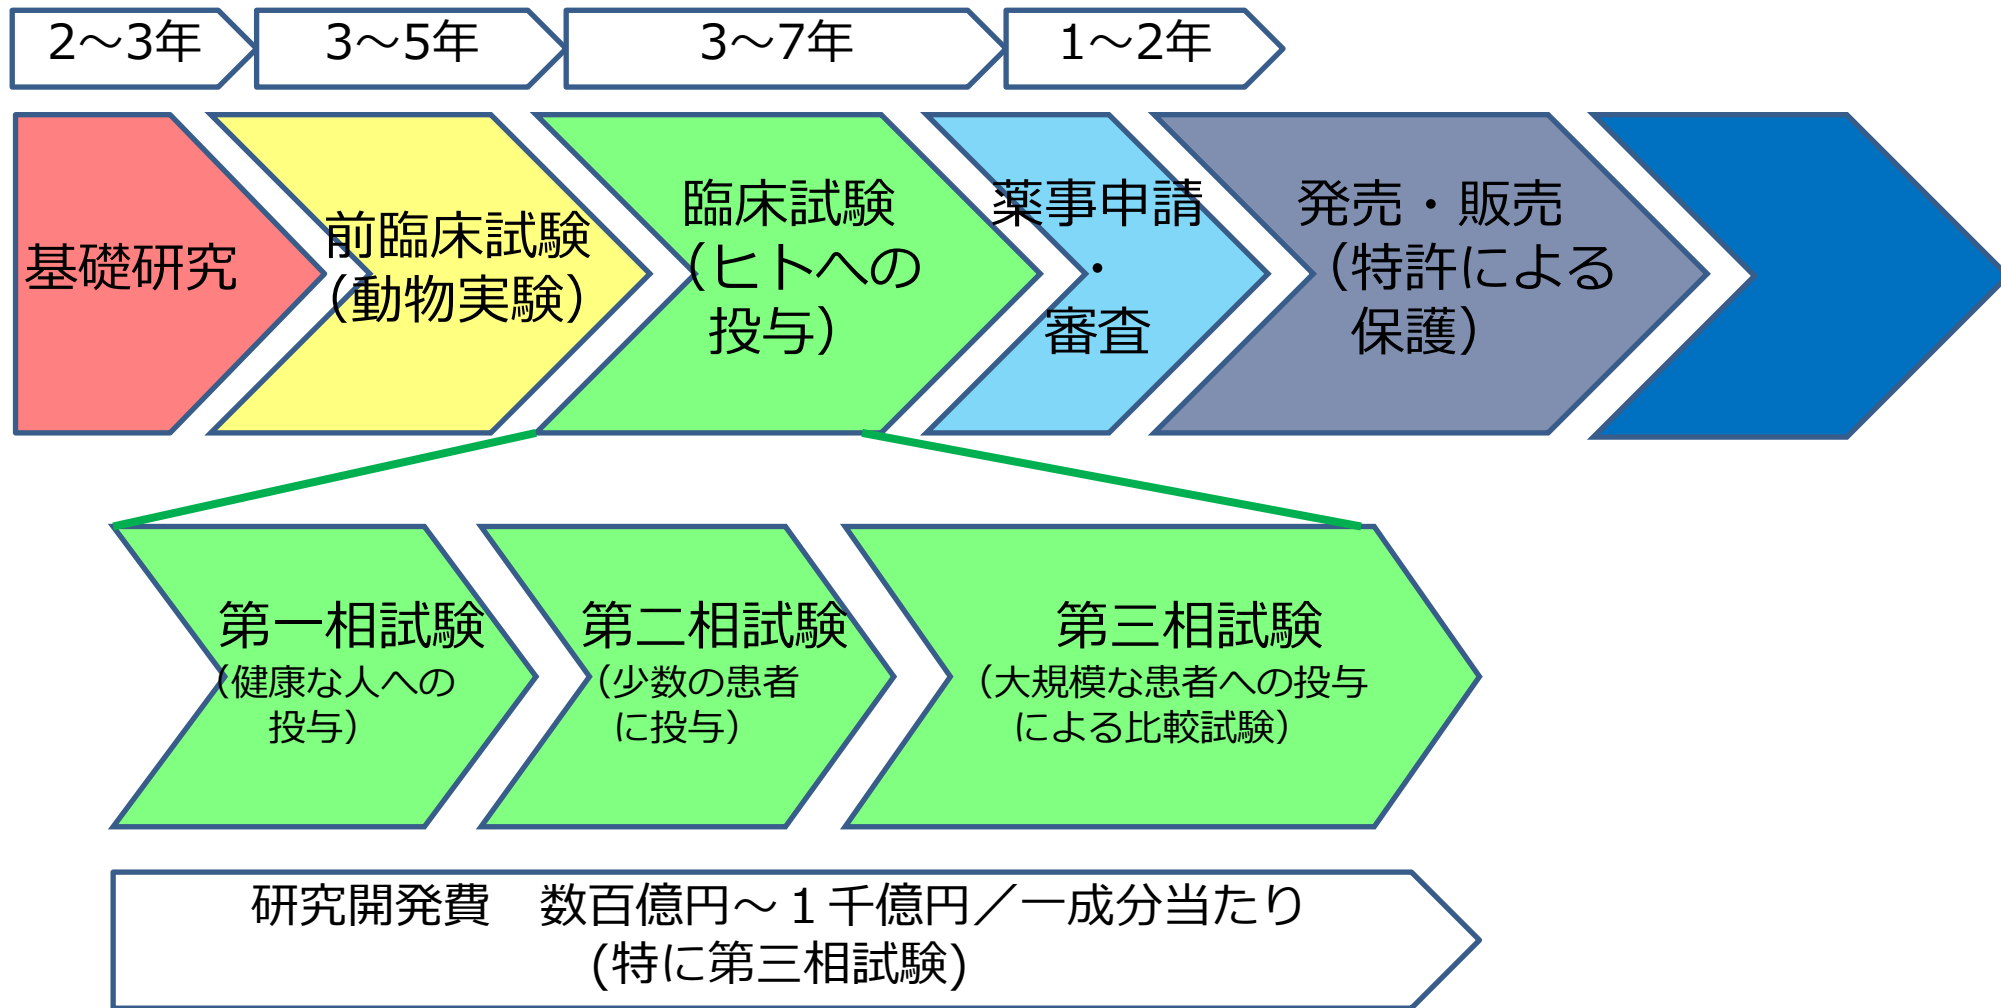 2～3年
3～5年
3～7年
1～2年
基礎研究
前臨床試験
（動物実験）
臨床試験
（ヒトへの
投与）
薬事申請
・
審査
発売・販売
（特許による
保護）
第一相試験
（健康な人への
投与）
第二相試験
（少数の患者
に投与）
第三相試験
（大規模な患者への投与
による比較試験）
研究開発費　数百億円～１千億円／一成分当たり
(特に第三相試験)